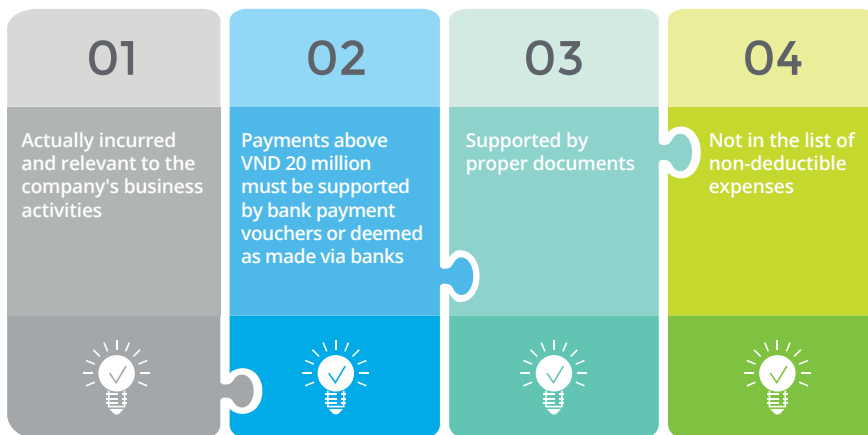 01
Actually incurred
and relevant to the
company's business
activities
02
Payments above
VND 20 million
must be supported
by bank payment
vouchers or deemed
as made via banks
03
Supported by
proper documents
04
Not in the list of
non-deductible
expenses